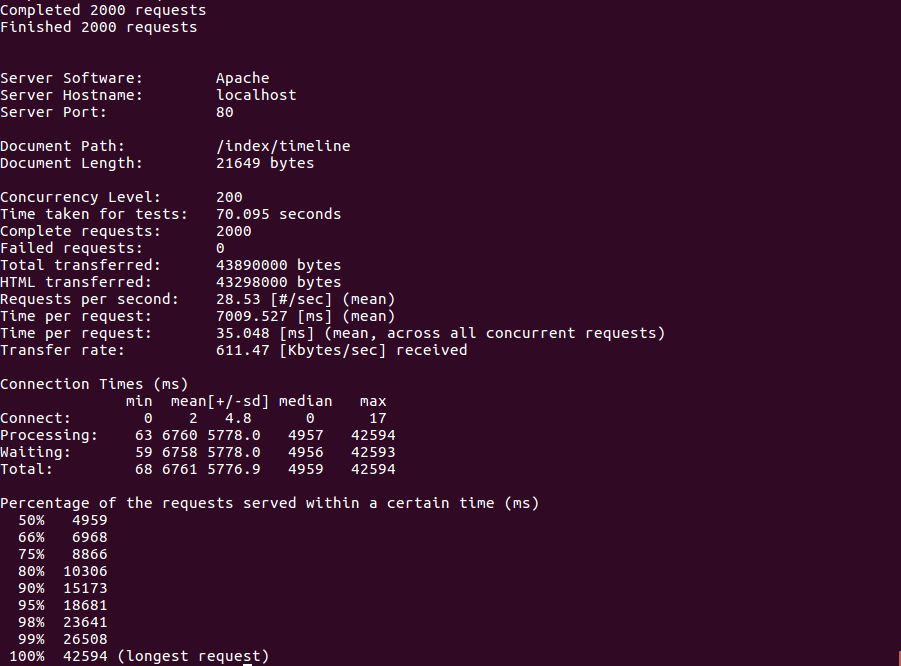 Completed 2000 requests
Finished 2000 requests
Server Software: Apache
Server Hostname: localhost
Server Port: 80
Document Path: /index/timeline
Document Length: 21649 bytes
Concurrency Level: 200
Time taken for tests: 70.095 seconds
Complete requests: 2000
Failed requests: 0
Total transferred: 43890000 bytes
HTML transferred: 43298000 bytes
Requests per second: 28.53 [#/sec] (mean)
Time per request: 7009.527 [ms] (mean)
Time per request: 35.048 [ms] (mean, across all concurrent requests)
Transfer rate: 611.47 [Kbytes/sec] received
Connection Times (ms)
min mean[+/-sd] median max
Connect: 0 2 4.8 0 17
Processing: 63 6760 5778.0 4957 42594
Waiting: 59 6758 5778.0 4956 42593
Total: 68 6761 5776.9 4959 42594
Percentage of the requests served within a certain time (ms)
50% 4959
66% 6968
75% 8866
80% 10306
90% 15173
95% 18681
98% 23641
99% 26508
100% 42594 (longest request)